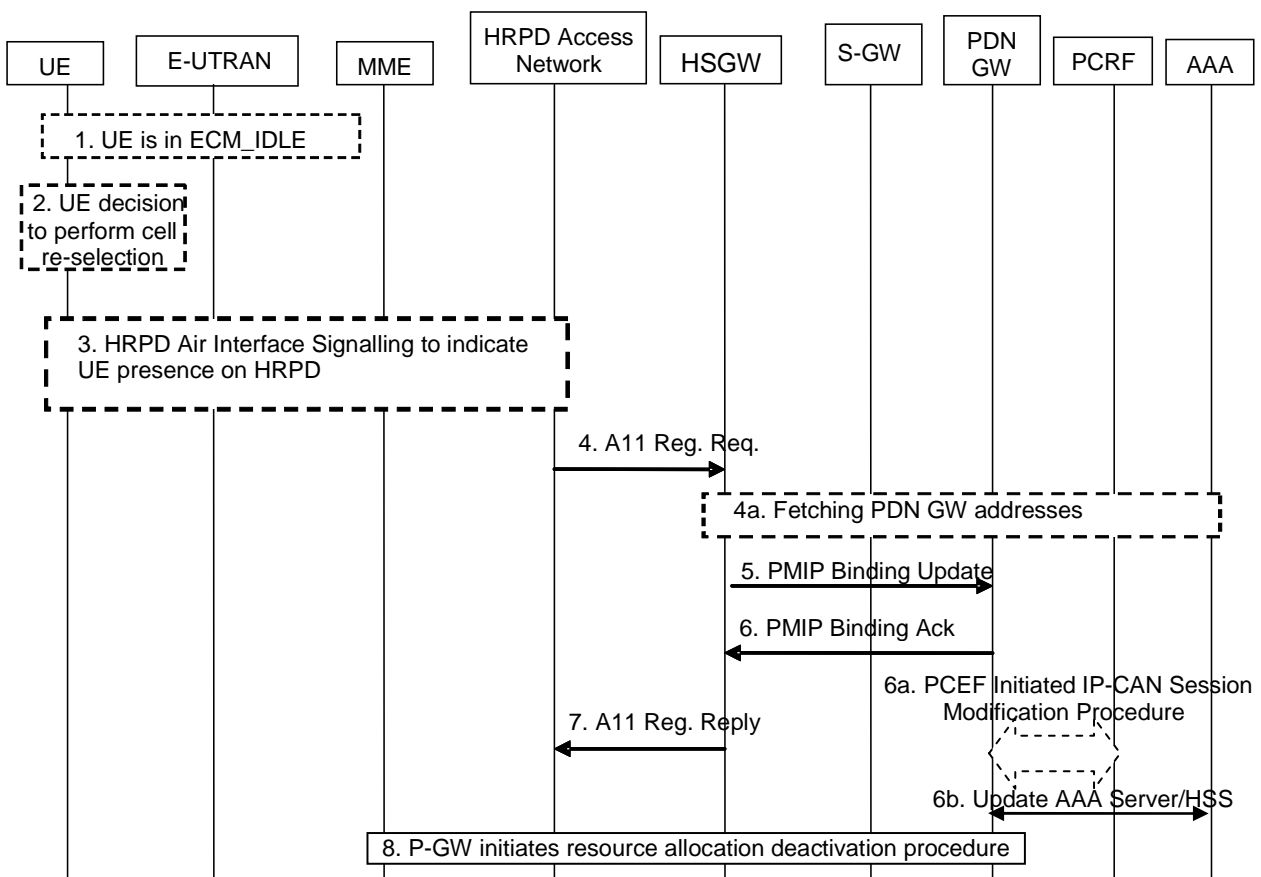 UE
E-UTRAN
MME
HRPD Access
Network
HSGW
S-GW
PDN
GW
PCRF
AAA
1. UE is in ECM_IDLE
2. UE decision
to perform cell
re-selection
3. HRPD Air Interface Signalling to indicate
UE presence on HRPD
4. A11 Reg. Req.
4a. Fetching PDN GW addresses
5. PMIP Binding Update
6. PMIP Binding Ack
6a. PCEF Initiated IP-CAN Session
Modification Procedure
7. A11 Reg. Reply
6b. Update AAA Server/HSS
8. P-GW initiates resource allocation deactivation procedure